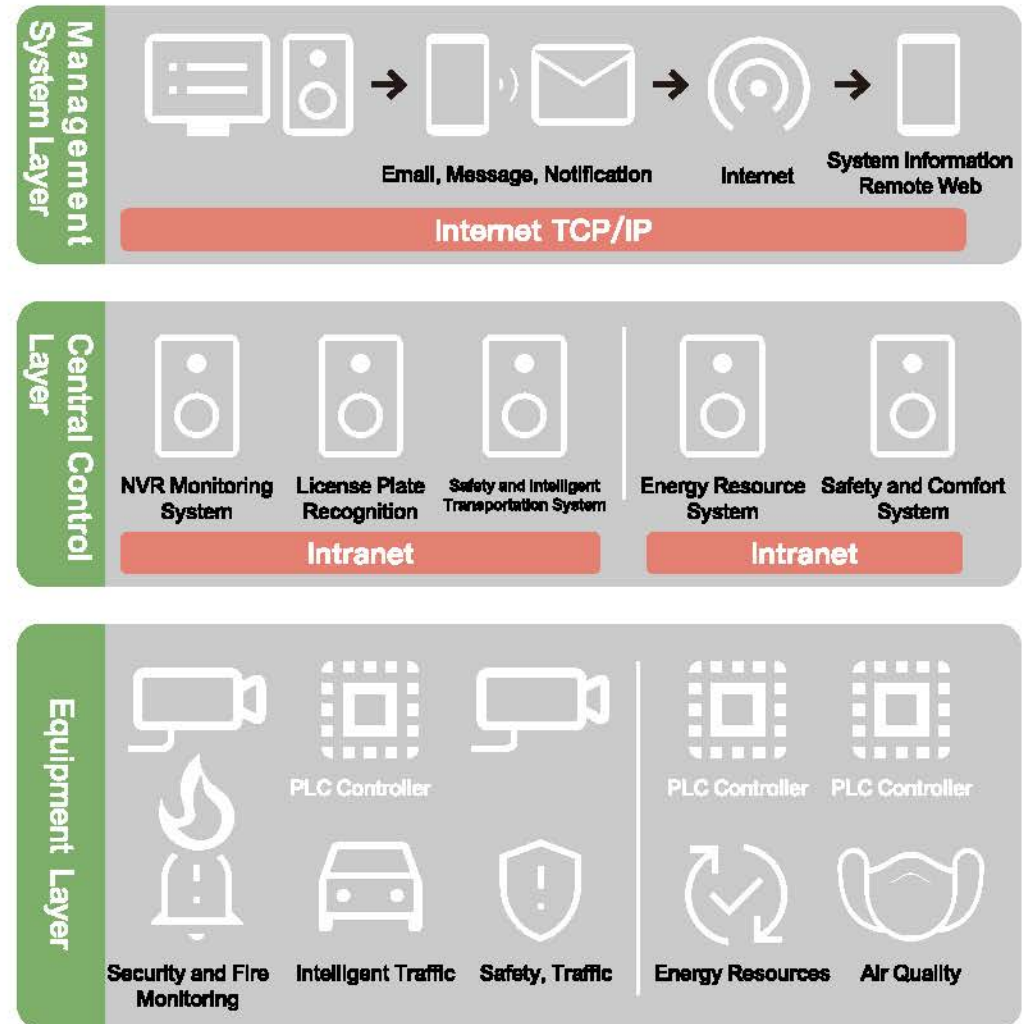 Management
System Layer
Email, Message, Notification
Internet
System Information
Remote Web
Internet TCP/IP
Central Control
Layer
NVR Monitoring
System
License Plate
Recognition
Safety and Intelligent
Transportation System
Energy Resource
System
Safety and Comfort
System
Intranet
Intranet
Equipment Layer
PLC Controller
PLC Controller
PLC Controller
Security and Fire
Monitoring
Intelligent Traffic
Safety, Traffic
Energy Resources
Air Quality